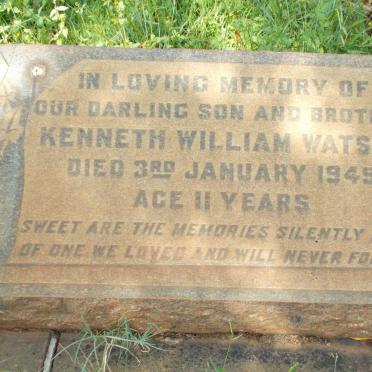 IN LOVING MEMORY OF
OUR DARLING SON AND BROT
KENNETH WILLIAM WATS
DIED 3RD JANUARY 1945
AGE 11 YEARS
SWEET ARE THE MEMORIES SILENTLY
OF ONE WE LOVED AND WILL NEVER FO